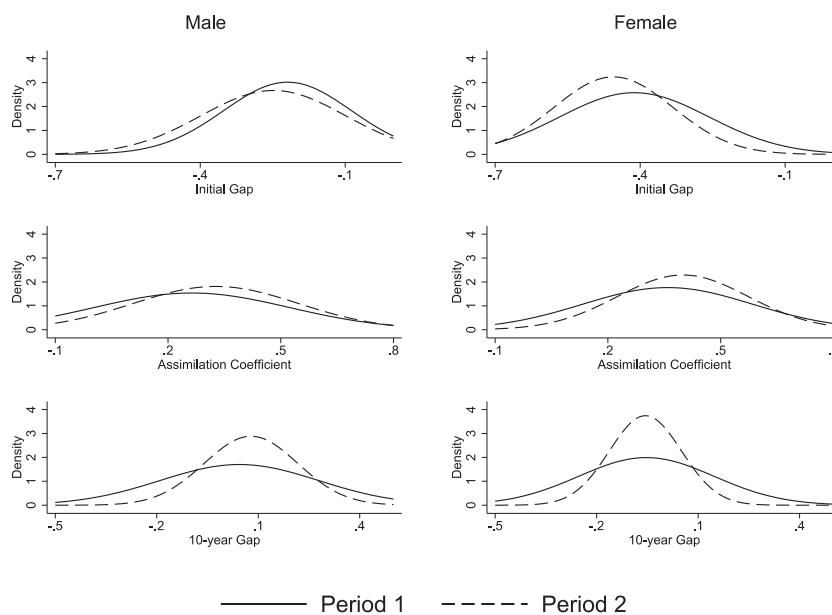 Male Female
Density
4
3
2
1
0
-.7 -.4 -.1
Initial Gap
Density
4
3
2
1
0
-.7 -.4 -.1
Initial Gap
Density
4
3
2
1
0
-.1 .2 .5 .8
Assimilation Coefficient
Density
4
3
2
1
0
-.1 .2 .5
Assimilation Coefficient
Density
4
3
2
1
0
-.5 -.2 .1 .4
10-year Gap
Density
4
3
2
1
0
-.5 -.2 .1 .4
10-year Gap
Period 1 Period 2